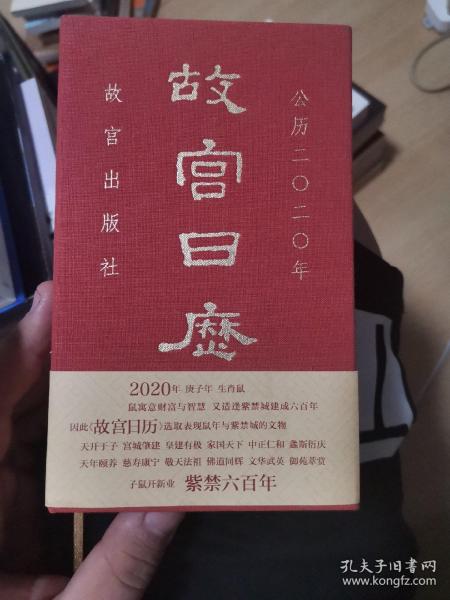 公历二〇二〇年
故宫日历
故宫出版社
2020年 庚子年 生肖鼠
鼠寓意财富与智慧 又适逢紫禁城建成六百年
因此《故宫日历》选取表现鼠年与紫禁城的文物
天开于子 宫城肇建 皇建有极 家国天下 中正仁和 螽斯衍庆
天年颐养 慈寿康宁 敬天法祖 佛道同辉 文华武英 御苑萃赏
子鼠开新业 紫禁六百年
孔夫子旧书网
www.kongfz.com